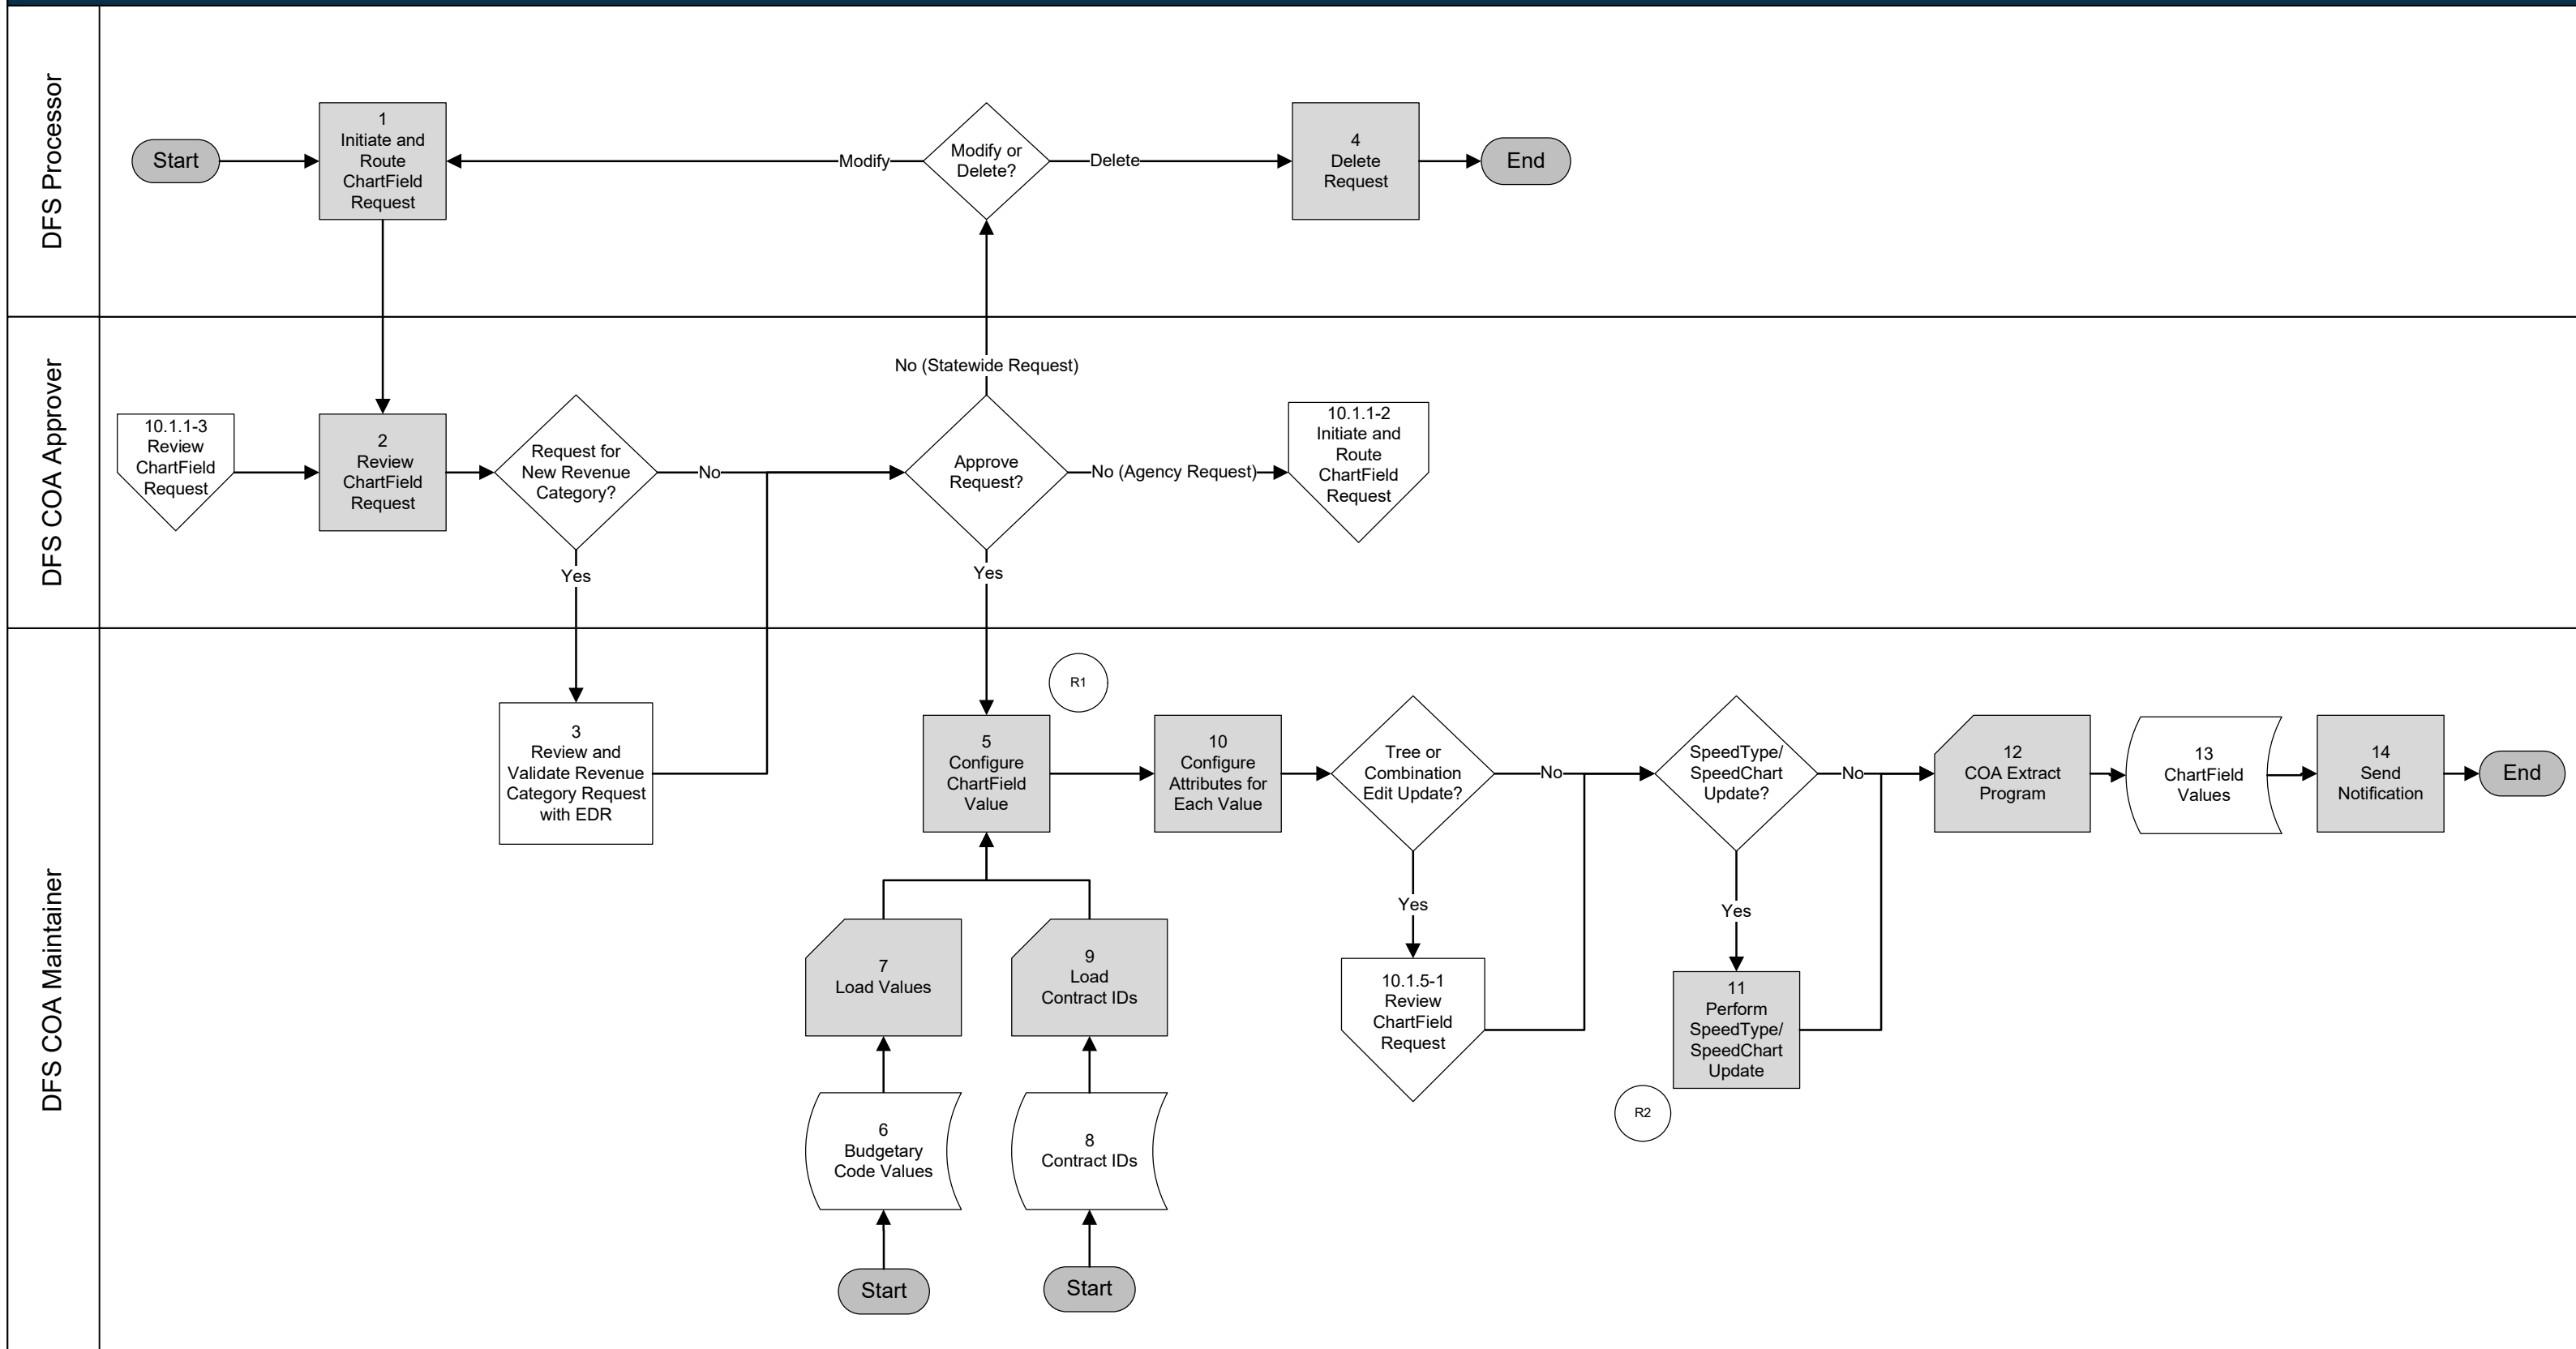 DFS Processor
Start
1
Initiate and
Route
ChartField
Request
Modify
Modify or
Delete?
Delete
4
Delete
Request
End
DFS COA Approver
10.1.1-3
Review
ChartField
Request
2
Review
ChartField
Request
Request for
New Revenue
Category?
No
Yes
No (Statewide Request)
Approve
Request?
No (Agency Request)
Yes
10.1.1-2
Initiate and
Route
ChartField
Request
DFS COA Maintainer
3
Review and
Validate Revenue
Category Request
with EDR
R1
5
Configure
ChartField
Value
10
Configure
Attributes for
Each Value
Tree or
Combination
Edit Update?
No
Yes
SpeedType/
SpeedChart
Update?
No
Yes
12
COA Extract
Program
13
ChartField
Values
14
Send
Notification
End
7
Load Values
9
Load
Contract IDs
10.1.5-1
Review
ChartField
Request
11
Perform
SpeedType/
SpeedChart
Update
R2
6
Budgetary
Code Values
8
Contract IDs
Start
Start